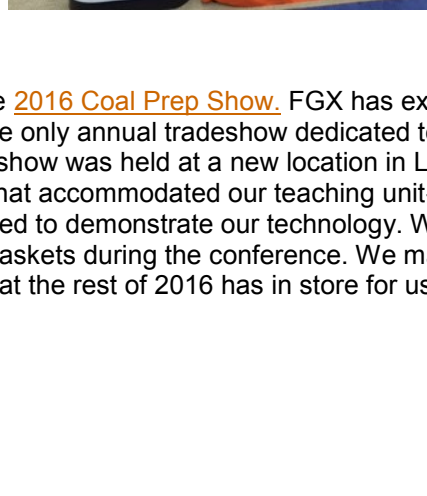 2016 Coal Prep Show. FGX has ex
e only annual tradeshow dedicated t
show was held at a new location in L
hat accommodated our teaching unit
ed to demonstrate our technology. W
askets during the conference. We m
at the rest of 2016 has in store for us